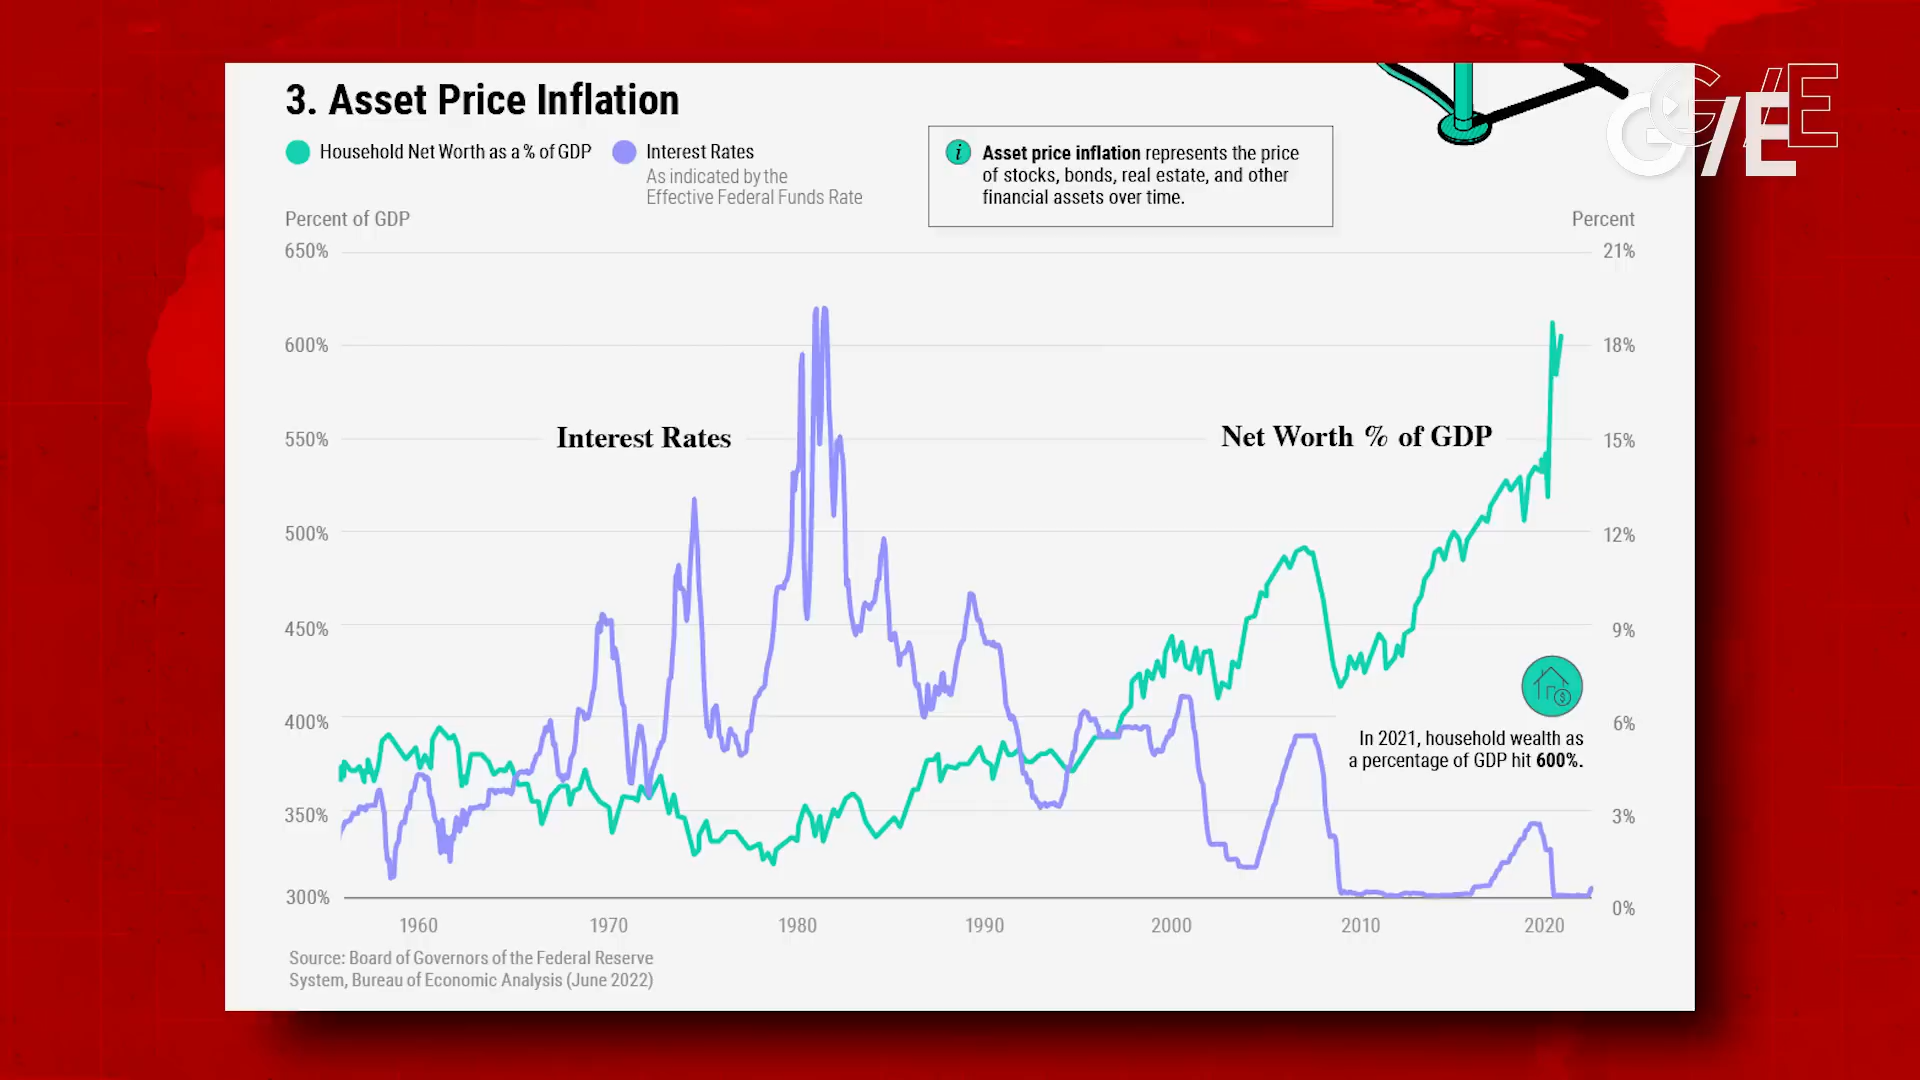 3. Asset Price Inflation
G/E
G/E
Household Net Worth as a % of GDP
Interest Rates
As indicated by the
Effective Federal Funds Rate
i
Asset price inflation represents the price
of stocks, bonds, real estate, and other
financial assets over time.
Percent of GDP
Percent
650%
21%
600%
18%
550%
Interest Rates
Net Worth % of GDP
15%
500%
12%
450%
9%
400%
6%
$
In 2021, household wealth as
a percentage of GDP hit 600%.
350%
3%
300%
0%
1960
1970
1980
1990
2000
2010
2020
Source: Board of Governors of the Federal Reserve
System, Bureau of Economic Analysis (June 2022)